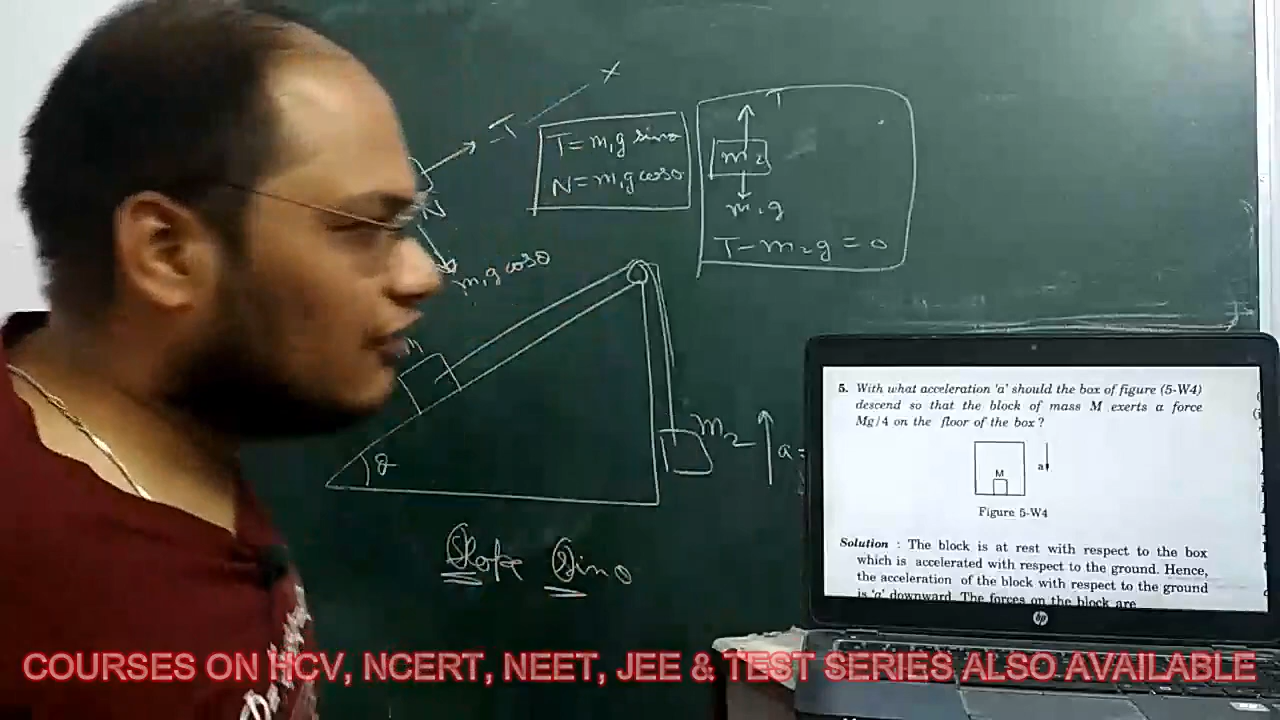 x
T
T = m₁g sinθ
N = m₁g cosθ
T
m2
N
m₁g
T - m₂g = 0
m₁g cosθ
m
m2
a =
θ
Slope Sinθ
5. With what acceleration 'a' should the box of figure (5-W4)
descend so that the block of mass M exerts a force
Mg/4 on the floor of the box ?
M
a
Figure 5-W4
Solution : The block is at rest with respect to the box
which is accelerated with respect to the ground. Hence,
the acceleration of the block with respect to the ground
is 'a' downward. The forces on the block are
hp
COURSES ON HCV, NCERT, NEET, JEE & TEST SERIES ALSO AVAILABLE